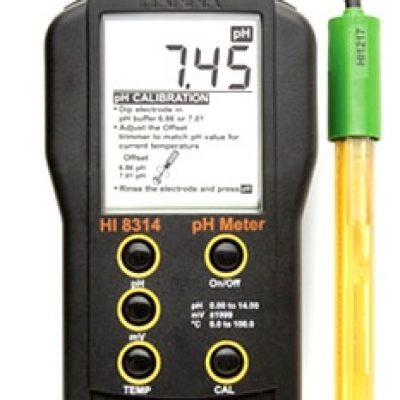 pH
7.45
pH CALIBRATION
• Dip electrode in
pH buffer 6.86 or 7.01
• Adjust the Offset
trimmer to match pH value for
current temperature
Offset
6.86 pH
7.01 pH
• Rinse the electrode and press pH
HI 8314 pH Meter
pH On/Off
mV
pH 0.00 to 14.00
mV ±1999
°C 0.0 to 100.0
TEMP CAL
HI1217